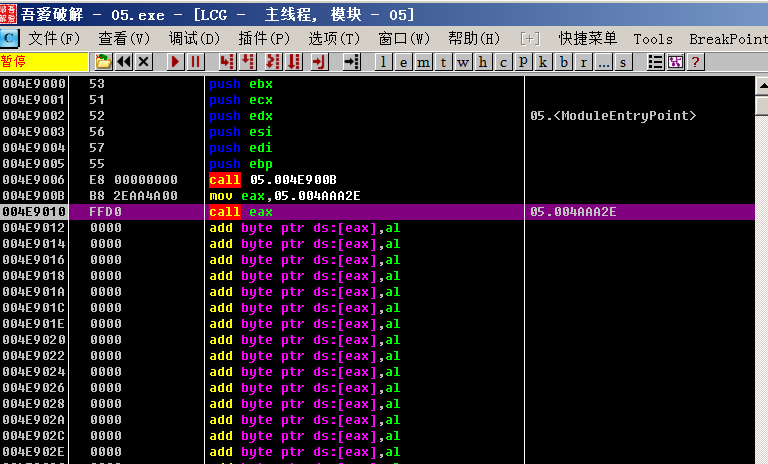 吾爱破解 - 05.exe - [LCG -  主线程, 模块 - 05]
C 文件(F) 查看(V) 调试(D) 插件(P) 选项(T) 窗口(W) 帮助(H) [+] 快捷菜单 Tools BreakPoint
暂停 l e m t w h c p k b r ... s ?
004E9000 53 push ebx
004E9001 51 push ecx
004E9002 52 push edx 05.<ModuleEntryPoint>
004E9003 56 push esi
004E9004 57 push edi
004E9005 55 push ebp
004E9006 E8 00000000 call 05.004E900B
004E900B B8 2EAA4A00 mov eax,05.004AAA2E
004E9010 FFD0 call eax 05.004AAA2E
004E9012 0000 add byte ptr ds:[eax],al
004E9014 0000 add byte ptr ds:[eax],al
004E9016 0000 add byte ptr ds:[eax],al
004E9018 0000 add byte ptr ds:[eax],al
004E901A 0000 add byte ptr ds:[eax],al
004E901C 0000 add byte ptr ds:[eax],al
004E901E 0000 add byte ptr ds:[eax],al
004E9020 0000 add byte ptr ds:[eax],al
004E9022 0000 add byte ptr ds:[eax],al
004E9024 0000 add byte ptr ds:[eax],al
004E9026 0000 add byte ptr ds:[eax],al
004E9028 0000 add byte ptr ds:[eax],al
004E902A 0000 add byte ptr ds:[eax],al
004E902C 0000 add byte ptr ds:[eax],al
004E902E 0000 add byte ptr ds:[eax],al